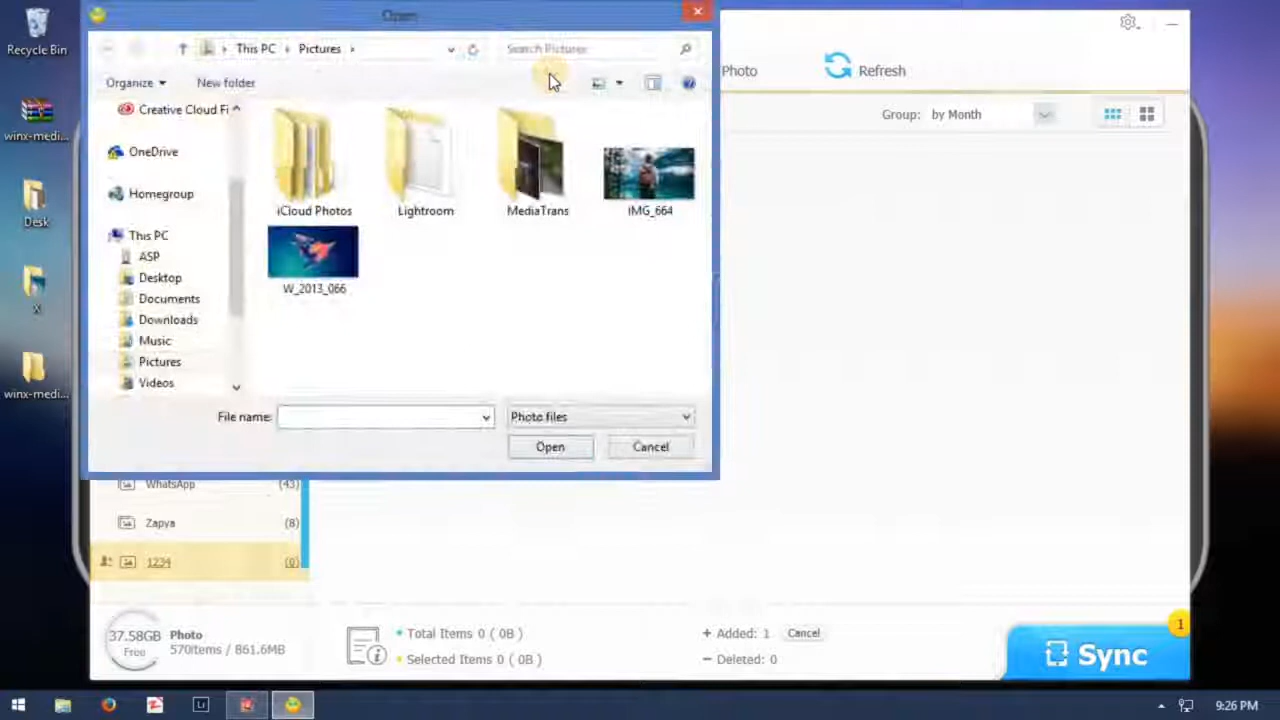 Recycle Bin
winx-medi...
Desk
X
winx-medi...
Open
This PC
Pictures
Search Pictures
Organize
New folder
Creative Cloud Fi
OneDrive
Homegroup
This PC
ASP
Desktop
Documents
Downloads
Music
Pictures
Videos
iCloud Photos
Lightroom
MediaTrans
iMG_664
W_2013_066
File name:
Photo files
Open
Cancel
Photo
Refresh
Group: by Month
WhatsApp (43)
Zapya (8)
1234 (0)
37.58GB
Free
Photo
570items / 861.6MB
Total Items 0 ( 0B )
Selected Items 0 ( 0B )
+ Added: 1 Cancel
− Deleted: 0
1
Sync
Lr
9:26 PM